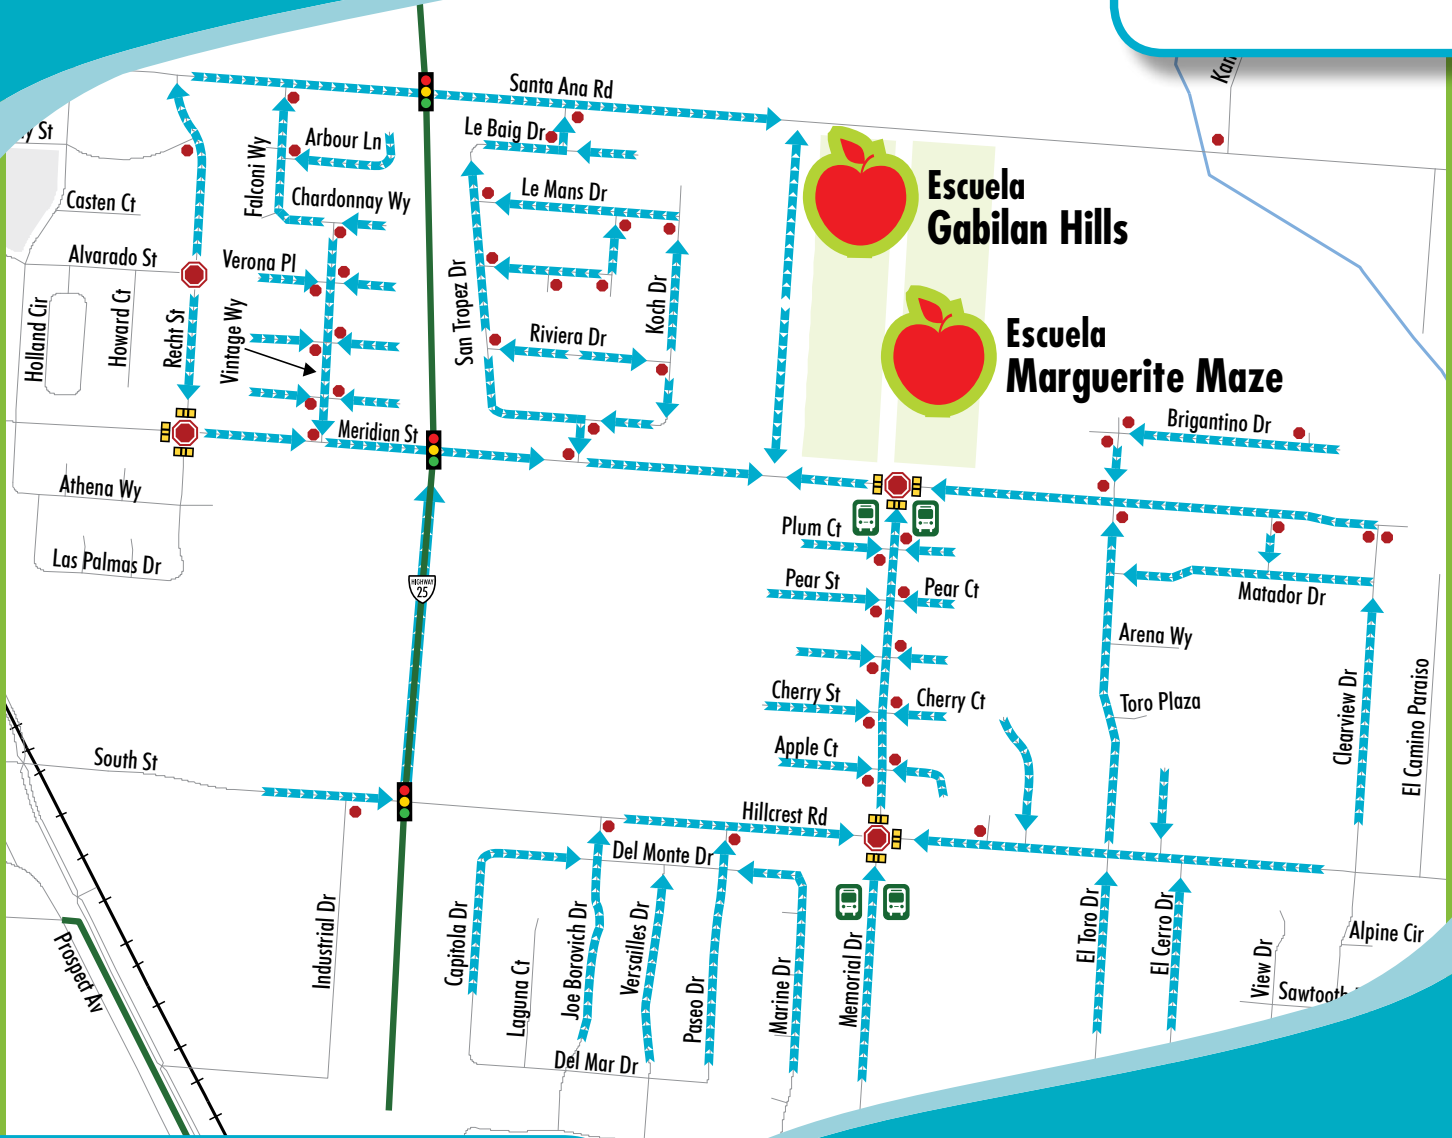 Santa Ana Rd
Le Baig Dr
Arbour Ln
Falconi Wy
Casten Ct
Chardonnay Wy
Le Mans Dr
Escuela
Gabilan Hills
Alvarado St
Verona Pl
San Tropez Dr
Koch Dr
Holland Cir
Howard Ct
Recht St
Vintage Wy
Riviera Dr
Escuela
Marguerite Maze
Meridian St
Brigantino Dr
Athena Wy
Las Palmas Dr
HIGHWAY
25
Plum Ct
Pear St
Pear Ct
Matador Dr
Arena Wy
Cherry St
Cherry Ct
Toro Plaza
Clearview Dr
El Camino Paraiso
South St
Apple Ct
Hillcrest Rd
Del Monte Dr
Prospect Av
Industrial Dr
Capitola Dr
Laguna Ct
Joe Borovich Dr
Versailles Dr
Paseo Dr
Marine Dr
Memorial Dr
El Toro Dr
El Cerro Dr
View Dr
Alpine Cir
Sawtooth
Del Mar Dr